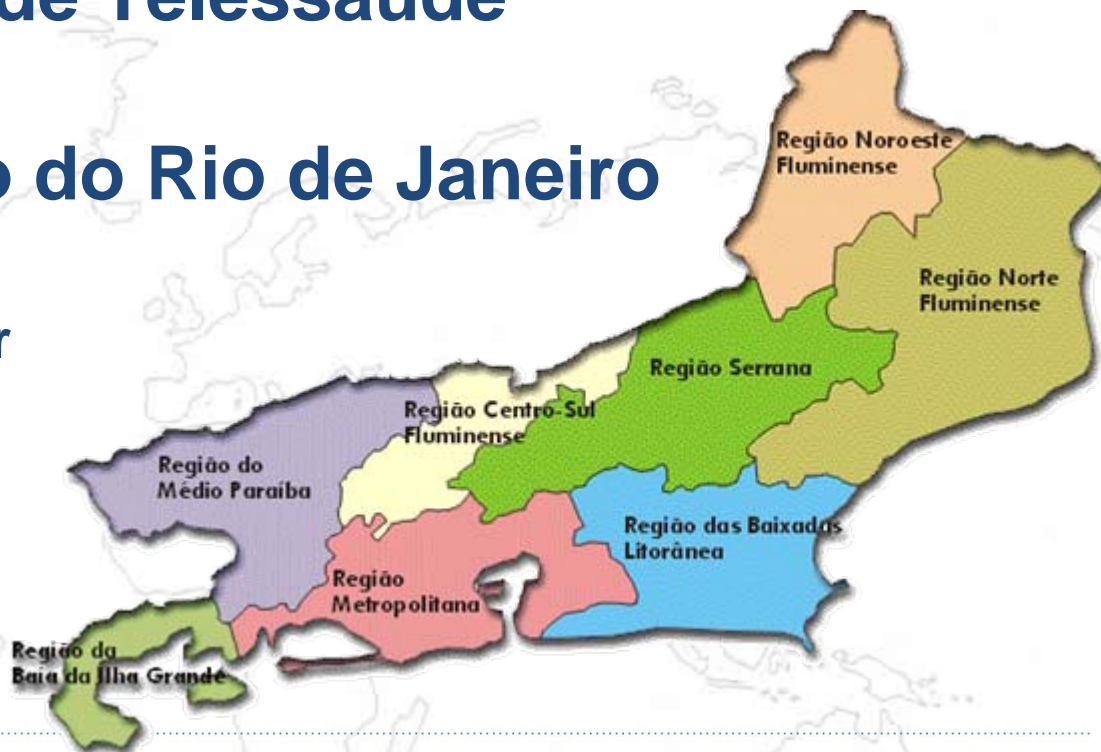 de Telessaúde
o do Rio de Janeiro
r
Região Noroeste
Fluminense
Região Norte
Fluminense
Região Serrana
Região Centro-Sul
Fluminense
Região do
Médio Paraíba
Região das Baixadas
Litorânea
Região
Metropolitana
Região da
Baía da Ilha Grande